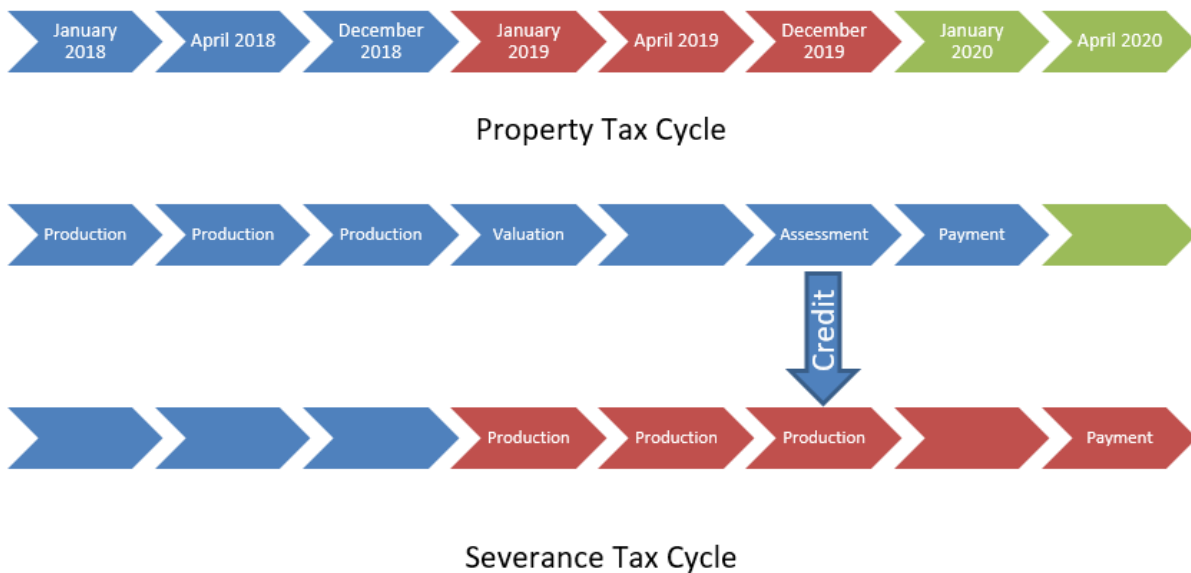 January
2018
April 2018
December
2018
January
2019
April 2019
December
2019
January
2020
April 2020
Property Tax Cycle
Production
Production
Production
Valuation
Assessment
Payment
Credit
Production
Production
Production
Payment
Severance Tax Cycle